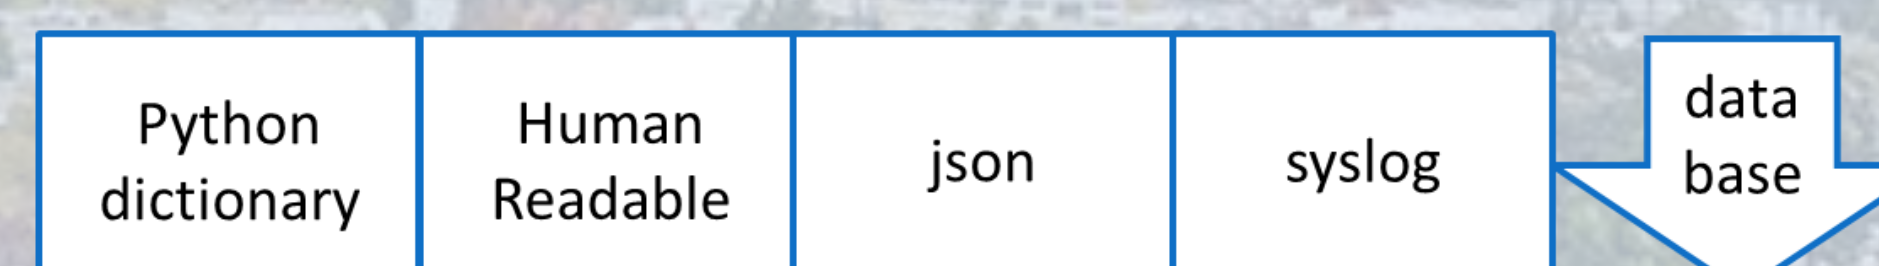 Python
dictionary
Human
Readable
json
syslog
data
base